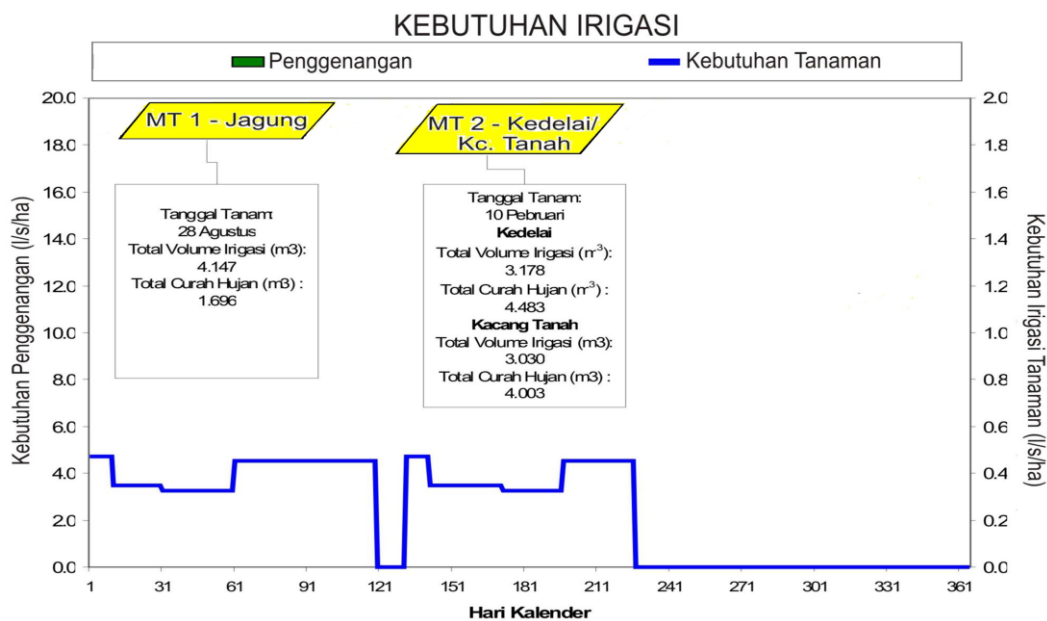 KEBUTUHAN IRIGASI
Penggenangan
Kebutuhan Tanaman
MT 1 - Jagung
MT 2 - Kedelai/
Kc. Tanah
Tanggal Tanam:
28 Agustus
Total Volume Irigasi (m3):
4.147
Total Curah Hujan (m3) :
1.696
Tanggal Tanam:
10 Pebruari
Kedelai
Total Volume Irigasi (m³):
3.178
Total Curah Hujan (m³) :
4.483
Kacang Tanah
Total Volume Irigasi (m3):
3.030
Total Curah Hujan (m3) :
4.003
Kebutuhan Penggenangan (l/s/ha)
20.0
18.0
16.0
14.0
12.0
10.0
8.0
6.0
4.0
2.0
0.0
Kebutuhan Irigasi Tanaman (l/s/ha)
2.0
1.8
1.6
1.4
1.2
1.0
0.8
0.6
0.4
0.2
0.0
1 31 61 91 121 151 181 211 241 271 301 331 361
Hari Kalender